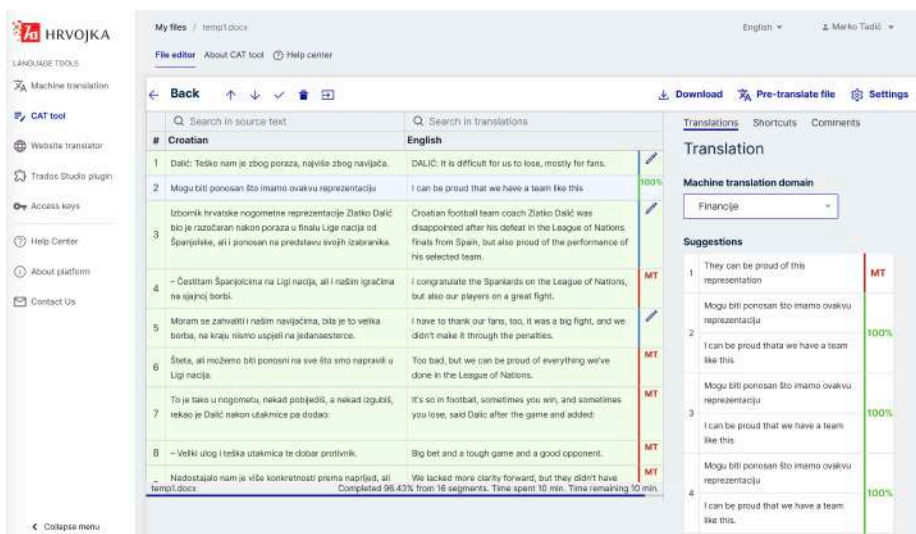 HRVOJKA
LANGUAGE TOOLS
Machine translation
CAT tool
Website translator
Trados Studio plugin
Access keys
Help Center
About platform
Contact Us
Collapse menu
My files / temp1.docx
English
Marko Tadić
File editor About CAT tool Help center
Back
Download Pre-translate file Settings
Search in source text Search in translations
# Croatian English
1 Dalić: Teško nam je zbog poraza, najviše zbog navijača. DALIĆ: It is difficult for us to lose, mostly for fans.
2 Mogu biti ponosan što imamo ovakvu reprezentaciju I can be proud that we have a team like this 100%
3
Izbornik hrvatske nogometne reprezentacije Zlatko Dalić
bio je razočaran nakon poraza u finalu Lige nacija od
Španjolske, ali i ponosan na predstavu svojih izabranika.
Croatian football team coach Zlatko Dalić was
disappointed after his defeat in the League of Nations
finals from Spain, but also proud of the performance of
his selected team.
4
– Čestitam Španjolcima na Ligi nacija, ali i našim igračima
na sjajnoj borbi.
I congratulate the Spaniards on the League of Nations,
but also our players on a great fight.
MT
5
Moram se zahvaliti i našim navijačima, bila je to velika
borba, na kraju nismo uspjeli na jedanaesterce.
I have to thank our fans, too, it was a big fight, and we
didn't make it through the penalties.
6
Šteta, ali možemo biti ponosni na sve što smo napravili u
Ligi nacija.
Too bad, but we can be proud of everything we've
done in the League of Nations.
MT
7
To je tako u nogometu, nekad pobijediš, a nekad izgubiš,
rekao je Dalić nakon utakmice pa dodao:
It's so in football, sometimes you win, and sometimes
you lose, said Dalic after the game and added:
MT
8 – Veliki ulog i teška utakmica te dobar protivnik. Big bet and a tough game and a good opponent. MT
Nedostajalo nam je više konkretnosti prema naprijed, ali We lacked more clarity forward, but they didn't have MT
temp1.docx Completed 96.43% from 16 segments. Time spent 10 min. Time remaining 10 min.
Translations Shortcuts Comments
Translation
Machine translation domain
Financije
Suggestions
1
They can be proud of this
representation
MT
2
Mogu biti ponosan što imamo ovakvu
reprezentaciju
I can be proud thata we have a team
like this
100%
3
Mogu biti ponosan što imamo ovakvu
reprezentaciju
I can be proud that we have a team
like this
100%
4
Mogu biti ponosan što imamo ovakvu
reprezentaciju
I can be proud that we have a team
like this.
100%